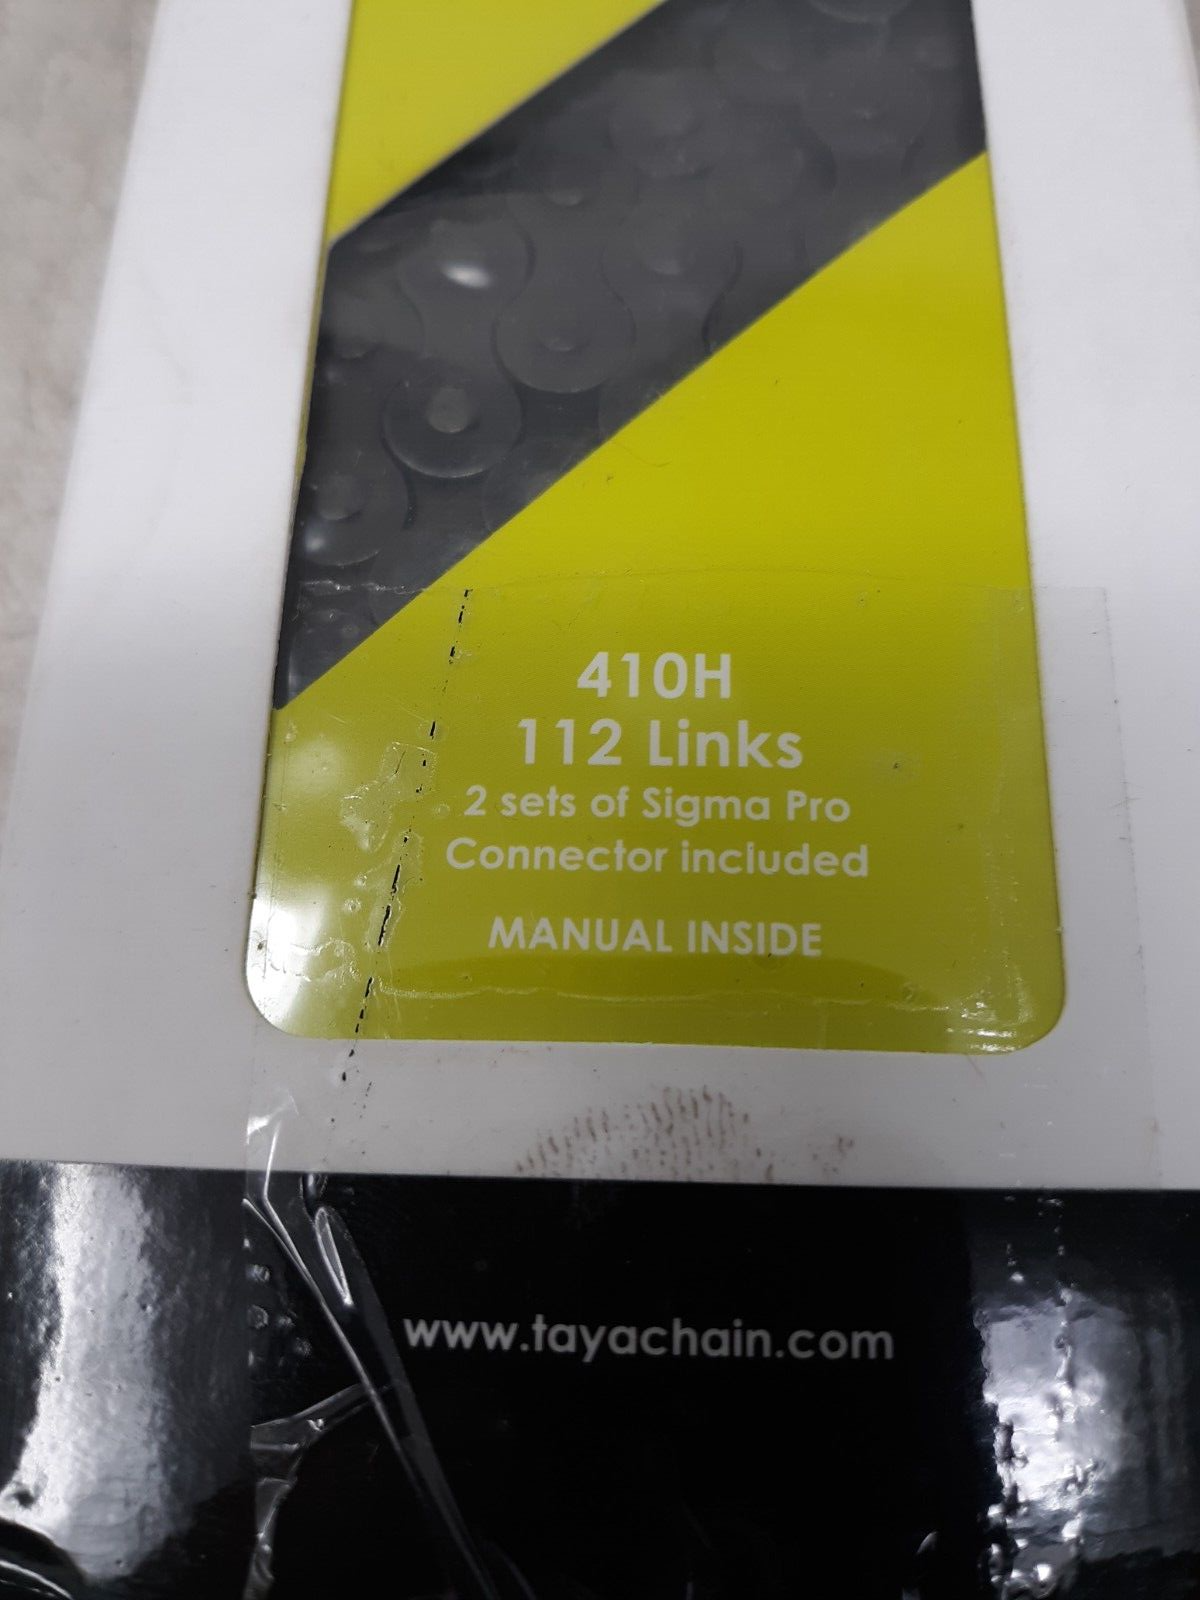 410H
112 Links
2 sets of Sigma Pro
Connector included
MANUAL INSIDE
www.tayachain.com